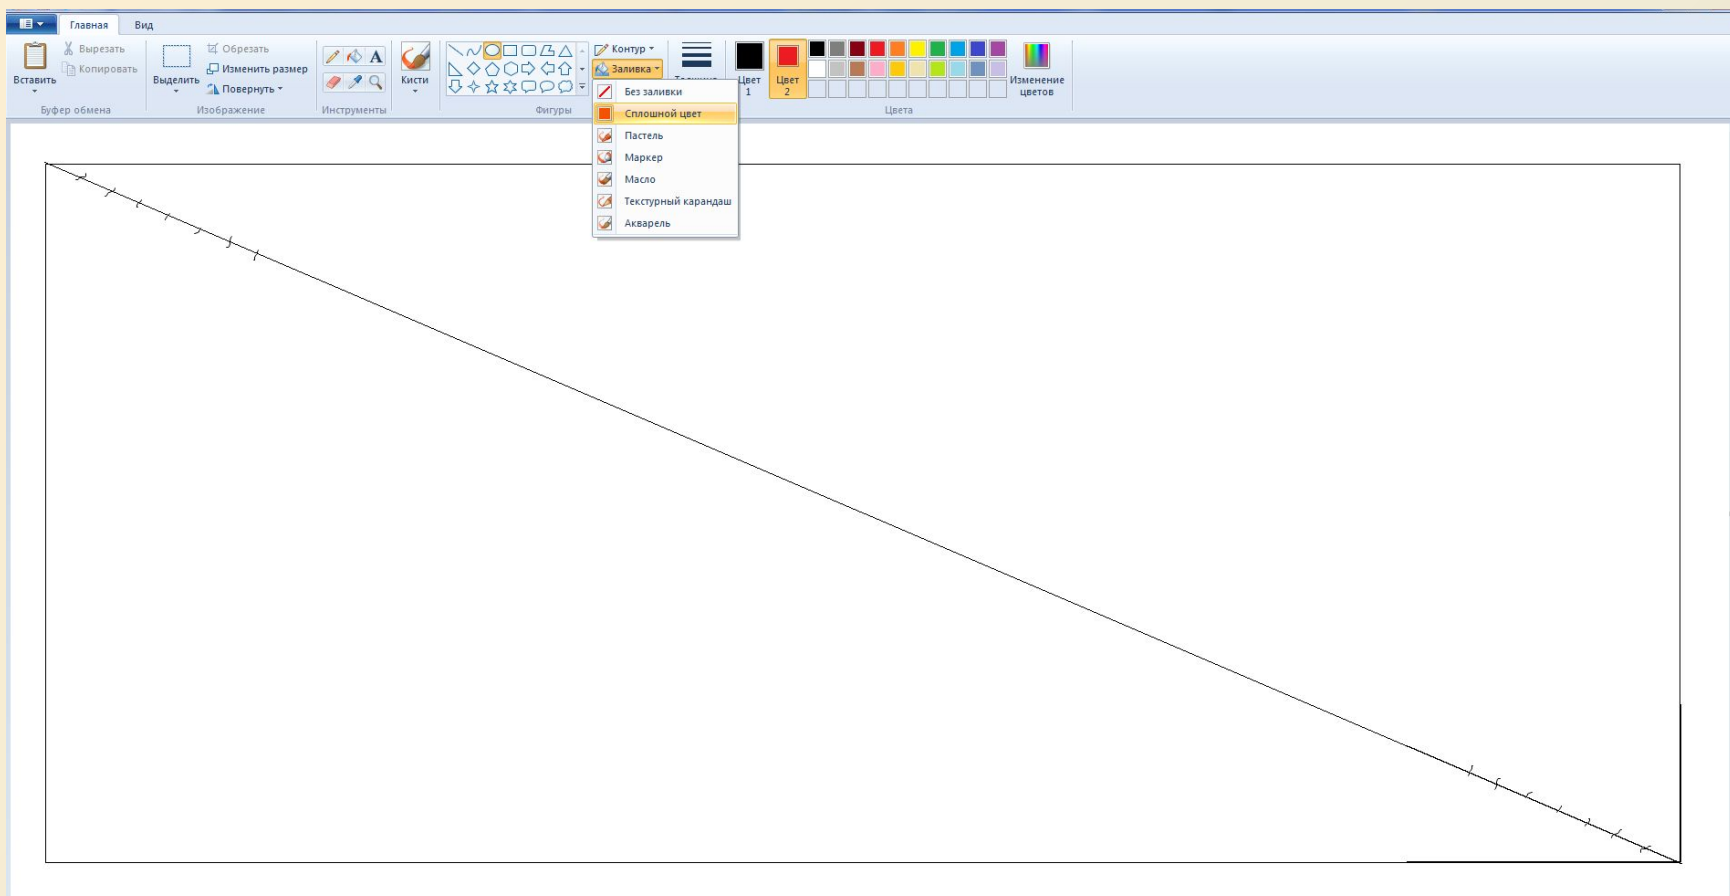 Главная Вид
Вырезать
Копировать
Вставить
Буфер обмена
Обрезать
Изменить размер
Повернуть
Выделить
Изображение
A
Инструменты
Кисти
Контур
Заливка
Фигуры
Цвет 1
Цвет 2
Изменение цветов
Цвета
Без заливки
Сплошной цвет
Пастель
Маркер
Масло
Текстурный карандаш
Акварель